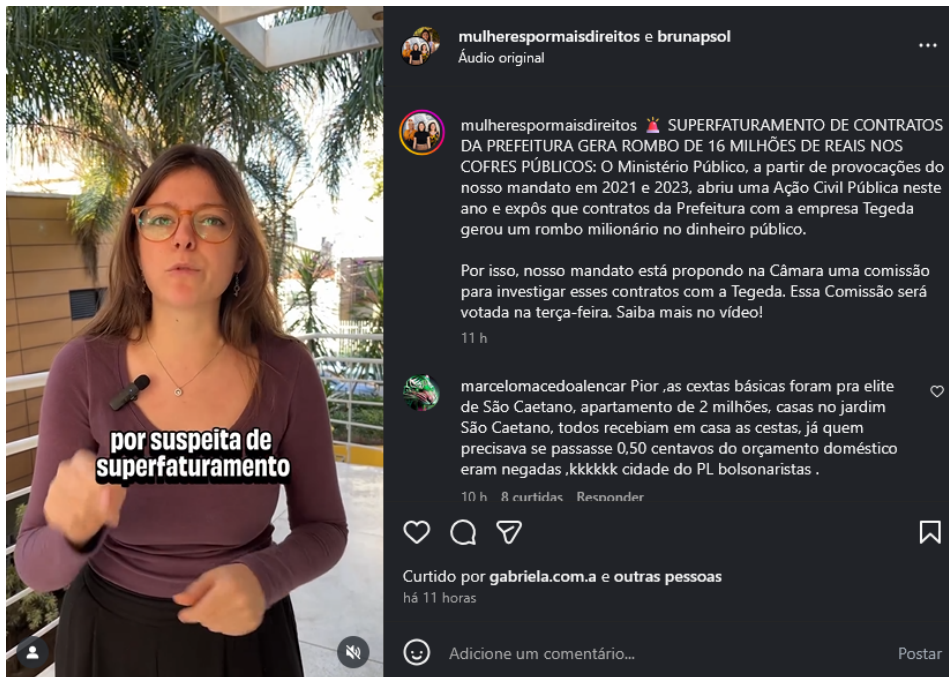 por suspeita de
superfaturamento
mulherespormaisdireitos e brunapsol
Áudio original
mulherespormaisdireitos 🚨 SUPERFATURAMENTO DE CONTRATOS
DA PREFEITURA GERA ROMBO DE 16 MILHÕES DE REAIS NOS
COFRES PÚBLICOS: O Ministério Público, a partir de provocações do
nosso mandato em 2021 e 2023, abriu uma Ação Civil Pública neste
ano e expôs que contratos da Prefeitura com a empresa Tegeda
gerou um rombo milionário no dinheiro público.
Por isso, nosso mandato está propondo na Câmara uma comissão
para investigar esses contratos com a Tegeda. Essa Comissão será
votada na terça-feira. Saiba mais no vídeo!
11 h
marcelomacedoalencar Pior ,as cextas básicas foram pra elite
de São Caetano, apartamento de 2 milhões, casas no jardim
São Caetano, todos recebiam em casa as cestas, já quem
precisava se passasse 0,50 centavos do orçamento doméstico
eram negadas ,kkkkkk cidade do PL bolsonaristas .
10 h 8 curtidas Responder
Curtido por gabriela.com.a e outras pessoas
há 11 horas
Adicione um comentário...
Postar